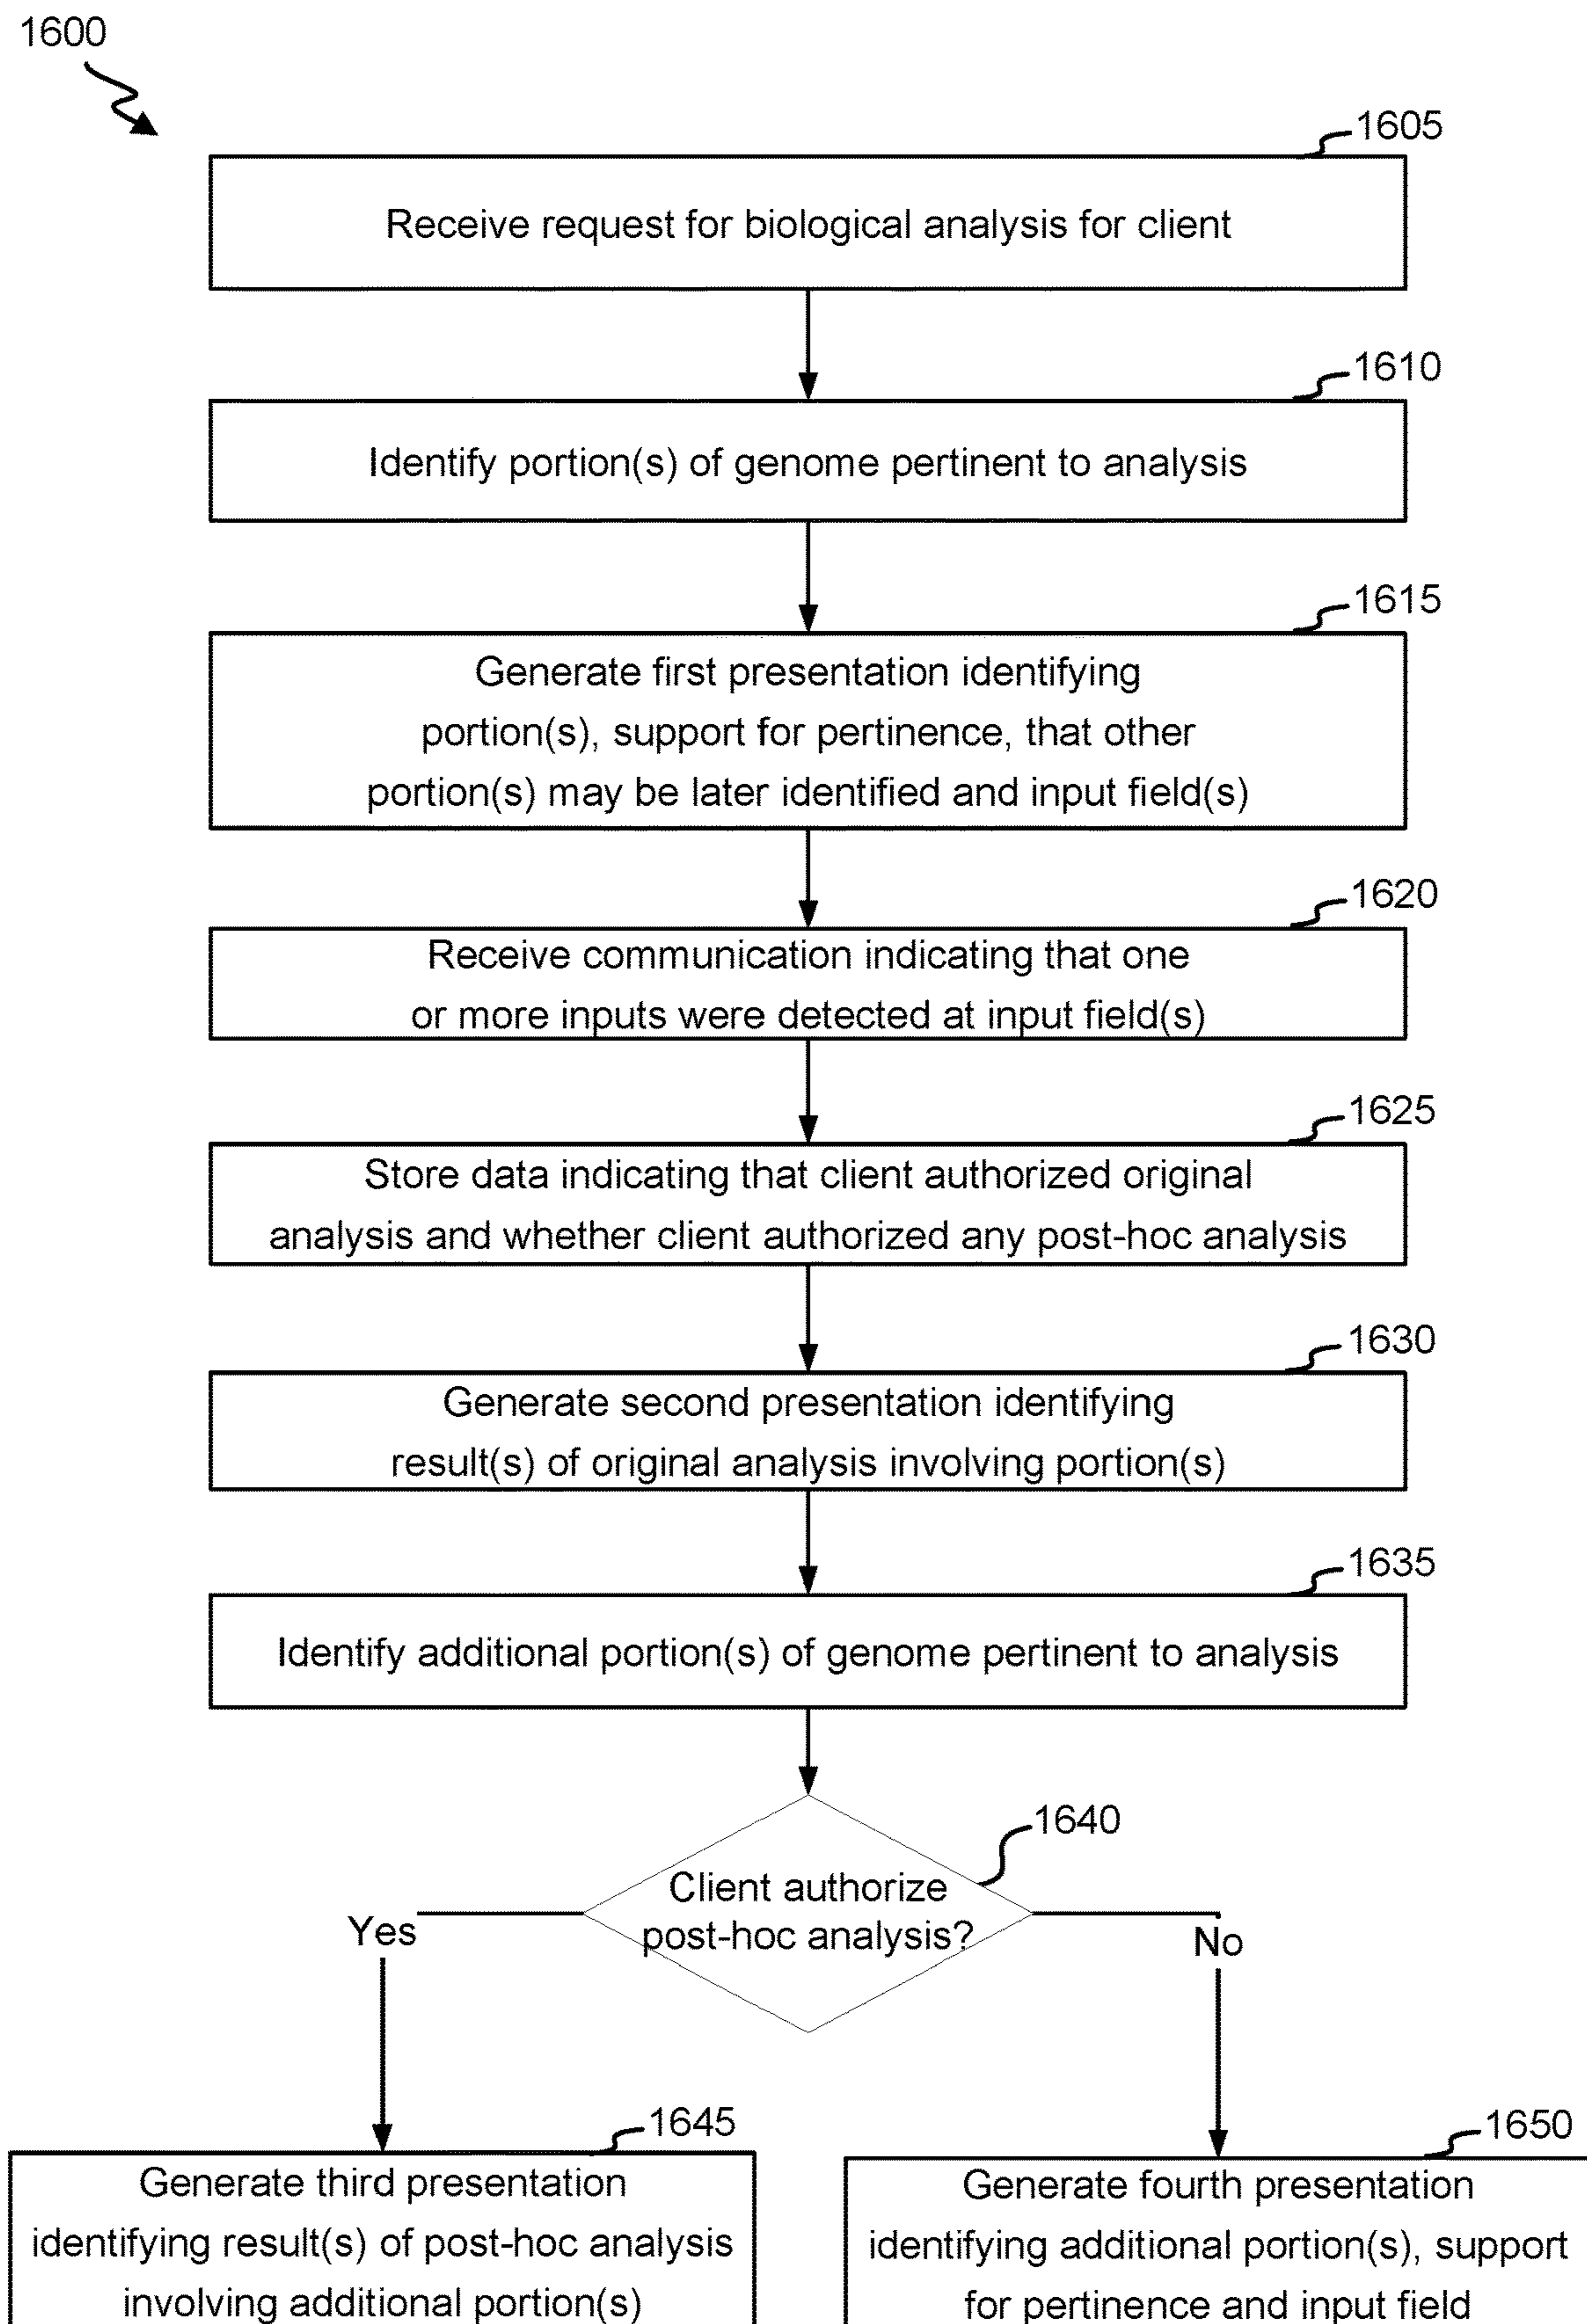 1600
1605
Receive request for biological analysis for client
1610
Identify portion(s) of genome pertinent to analysis
1615
Generate first presentation identifying
portion(s), support for pertinence, that other
portion(s) may be later identified and input field(s)
1620
Receive communication indicating that one
or more inputs were detected at input field(s)
1625
Store data indicating that client authorized original
analysis and whether client authorized any post-hoc analysis
1630
Generate second presentation identifying
result(s) of original analysis involving portion(s)
1635
Identify additional portion(s) of genome pertinent to analysis
1640
Client authorize
post-hoc analysis?
Yes
No
1645
Generate third presentation
identifying result(s) of post-hoc analysis
involving additional portion(s)
1650
Generate fourth presentation
identifying additional portion(s), support
for pertinence and input field